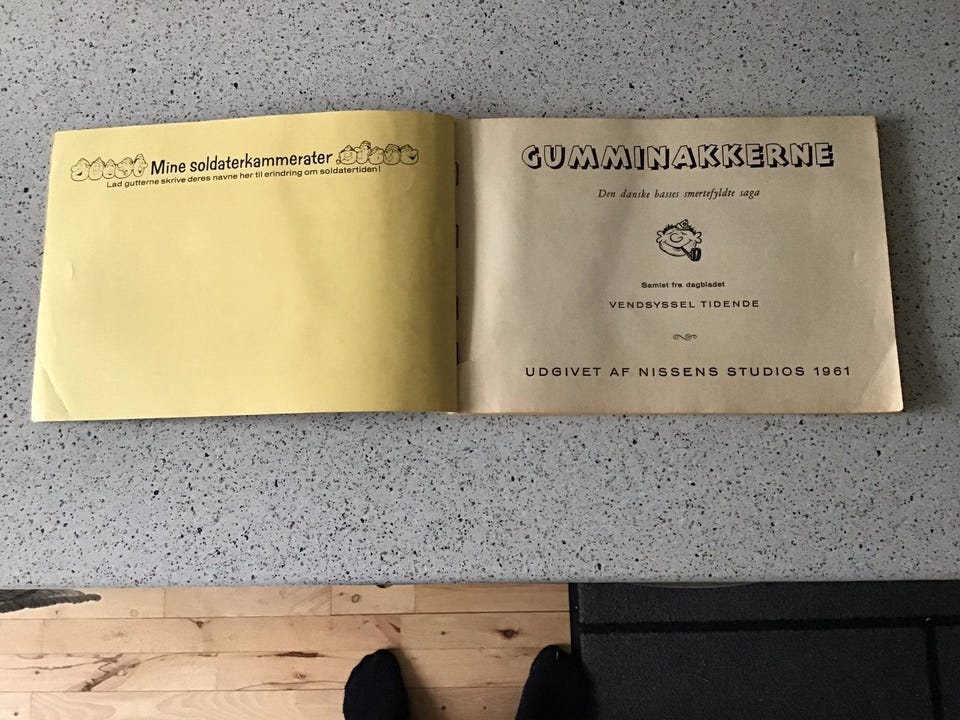 Mine soldaterkammerater
Lad gutterne skrive deres navne her til erindring om soldatertiden!
GUMMINAKKERNE
Den danske basses smertefyldte saga
Samlet fra dagbladet
VENDSYSSEL TIDENDE
UDGIVET AF NISSENS STUDIOS 1961